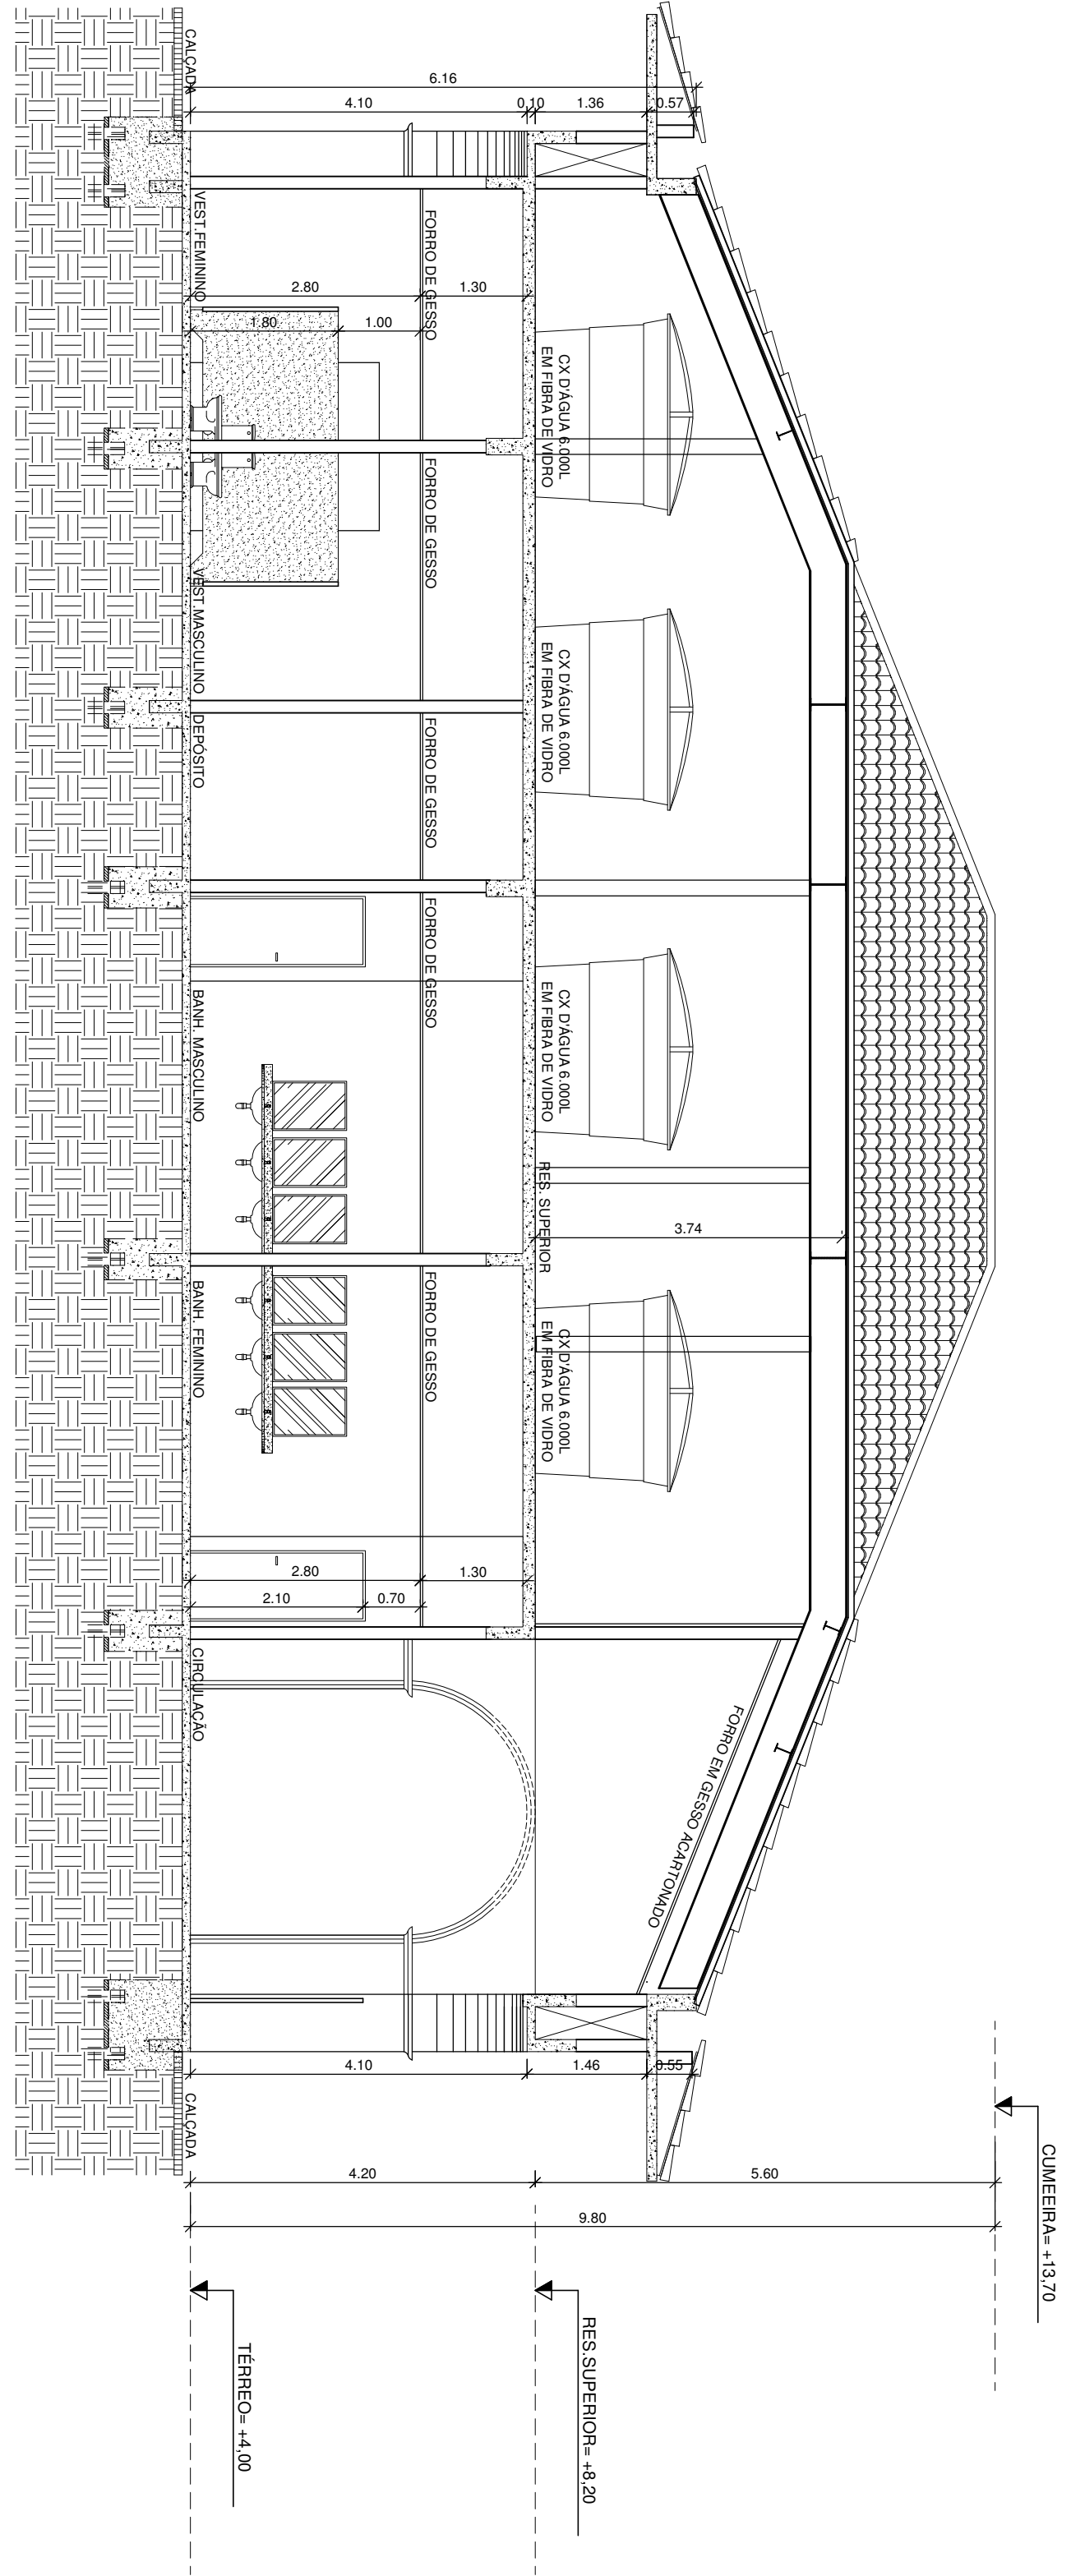 CUMEEIRA= +13,70
RES.SUPERIOR= +8,20
TÉRREO= +4,00
6.16
4.10
0.10
1.36
0.57
FORRO EM GESSO ACARTONADO
3.74
CX D'ÁGUA 6.000L
EM FIBRA DE VIDRO
CX D'ÁGUA 6.000L
EM FIBRA DE VIDRO
CX D'ÁGUA 6.000L
EM FIBRA DE VIDRO
CX D'ÁGUA 6.000L
EM FIBRA DE VIDRO
RES. SUPERIOR
FORRO DE GESSO
FORRO DE GESSO
FORRO DE GESSO
FORRO DE GESSO
FORRO DE GESSO
2.80
1.30
1.80
1.00
2.80
1.30
2.10
0.70
4.10
1.46
0.55
4.20
5.60
9.80
CALÇADA
VEST.FEMININO
VEST.MASCULINO
DEPÓSITO
BANH. MASCULINO
BANH. FEMININO
CIRCULAÇÃO
CALÇADA